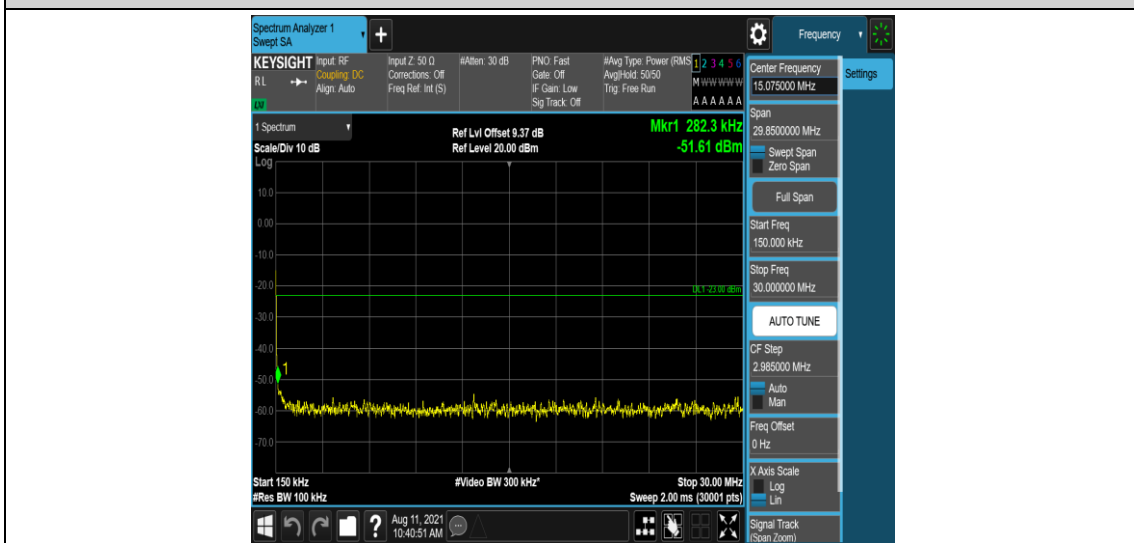 Spectrum Analyzer 1
Swept SA
+
Frequency
KEYSIGHT
RL
LXI
Input: RF
Coupling: DC
Align: Auto
Input Z: 50 Ω
Corrections: Off
Freq Ref: Int (S)
#Atten: 30 dB
PNO: Fast
Gate: Off
IF Gain: Low
Sig Track: Off
#Avg Type: Power (RMS
Avg|Hold: 50/50
Trig: Free Run
1 2 3 4 5 6
M W W W W W
A A A A A A
1 Spectrum
Scale/Div 10 dB
Log
Ref Lvl Offset 9.37 dB
Ref Level 20.00 dBm
Mkr1 282.3 kHz
-51.61 dBm
10.0
0.00
-10.0
-20.0
DL1 -23.00 dBm
-30.0
-40.0
1
-50.0
-60.0
-70.0
Start 150 kHz
#Res BW 100 kHz
#Video BW 300 kHz*
Stop 30.00 MHz
Sweep 2.00 ms (30001 pts)
Center Frequency
15.075000 MHz
Settings
Span
29.8500000 MHz
Swept Span
Zero Span
Full Span
Start Freq
150.000 kHz
Stop Freq
30.000000 MHz
AUTO TUNE
CF Step
2.985000 MHz
Auto
Man
Freq Offset
0 Hz
X Axis Scale
Log
Lin
Signal Track
(Span Zoom)
?
Aug 11, 2021
10:40:51 AM